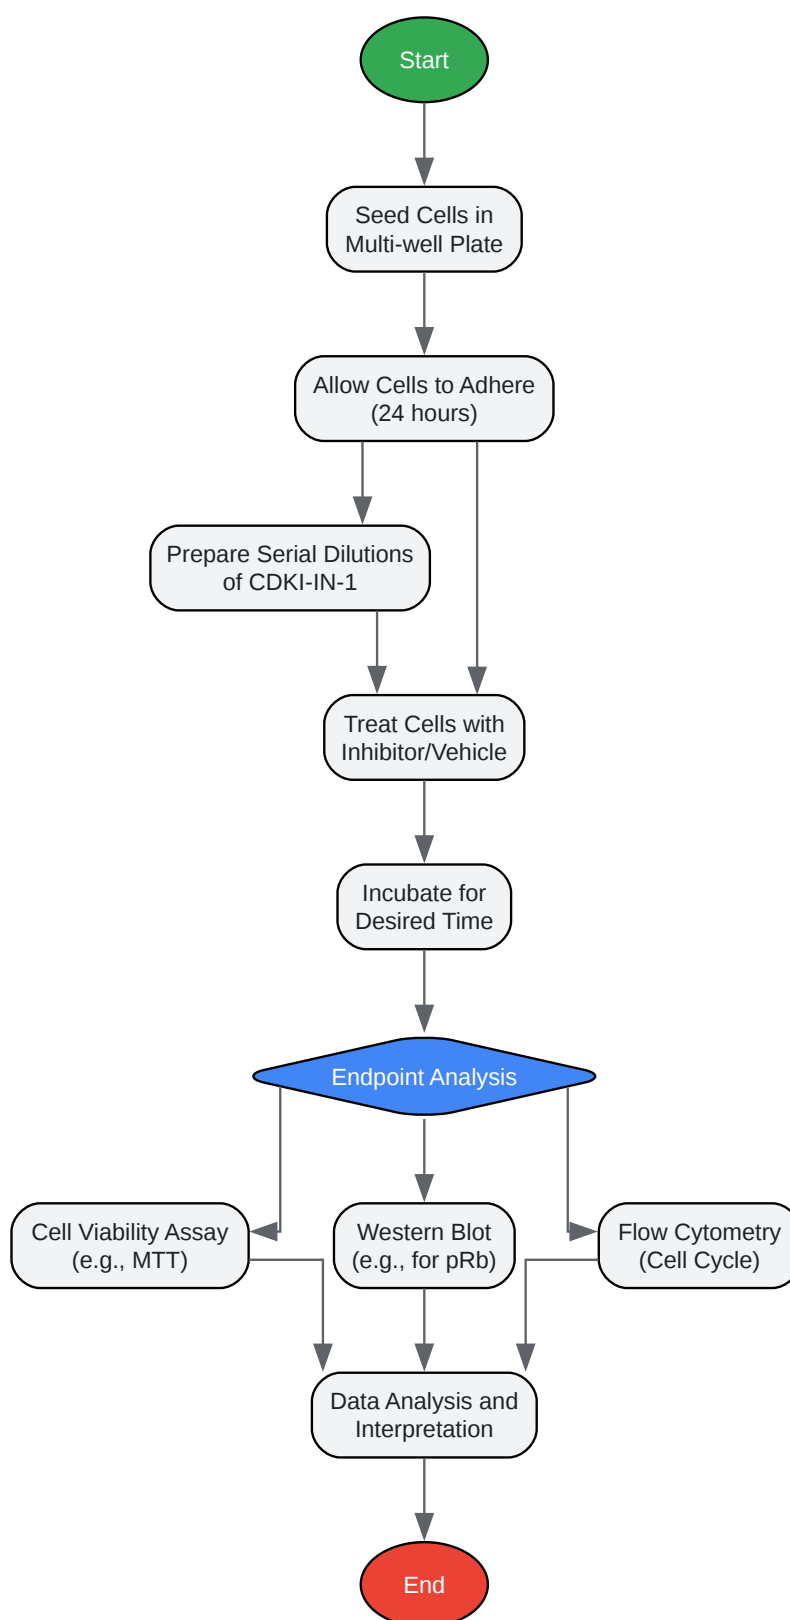 Start
Seed Cells in
Multi-well Plate
Allow Cells to Adhere
(24 hours)
Prepare Serial Dilutions
of CDKI-IN-1
Treat Cells with
Inhibitor/Vehicle
Incubate for
Desired Time
Endpoint Analysis
Cell Viability Assay
(e.g., MTT)
Western Blot
(e.g., for pRb)
Flow Cytometry
(Cell Cycle)
Data Analysis and
Interpretation
End